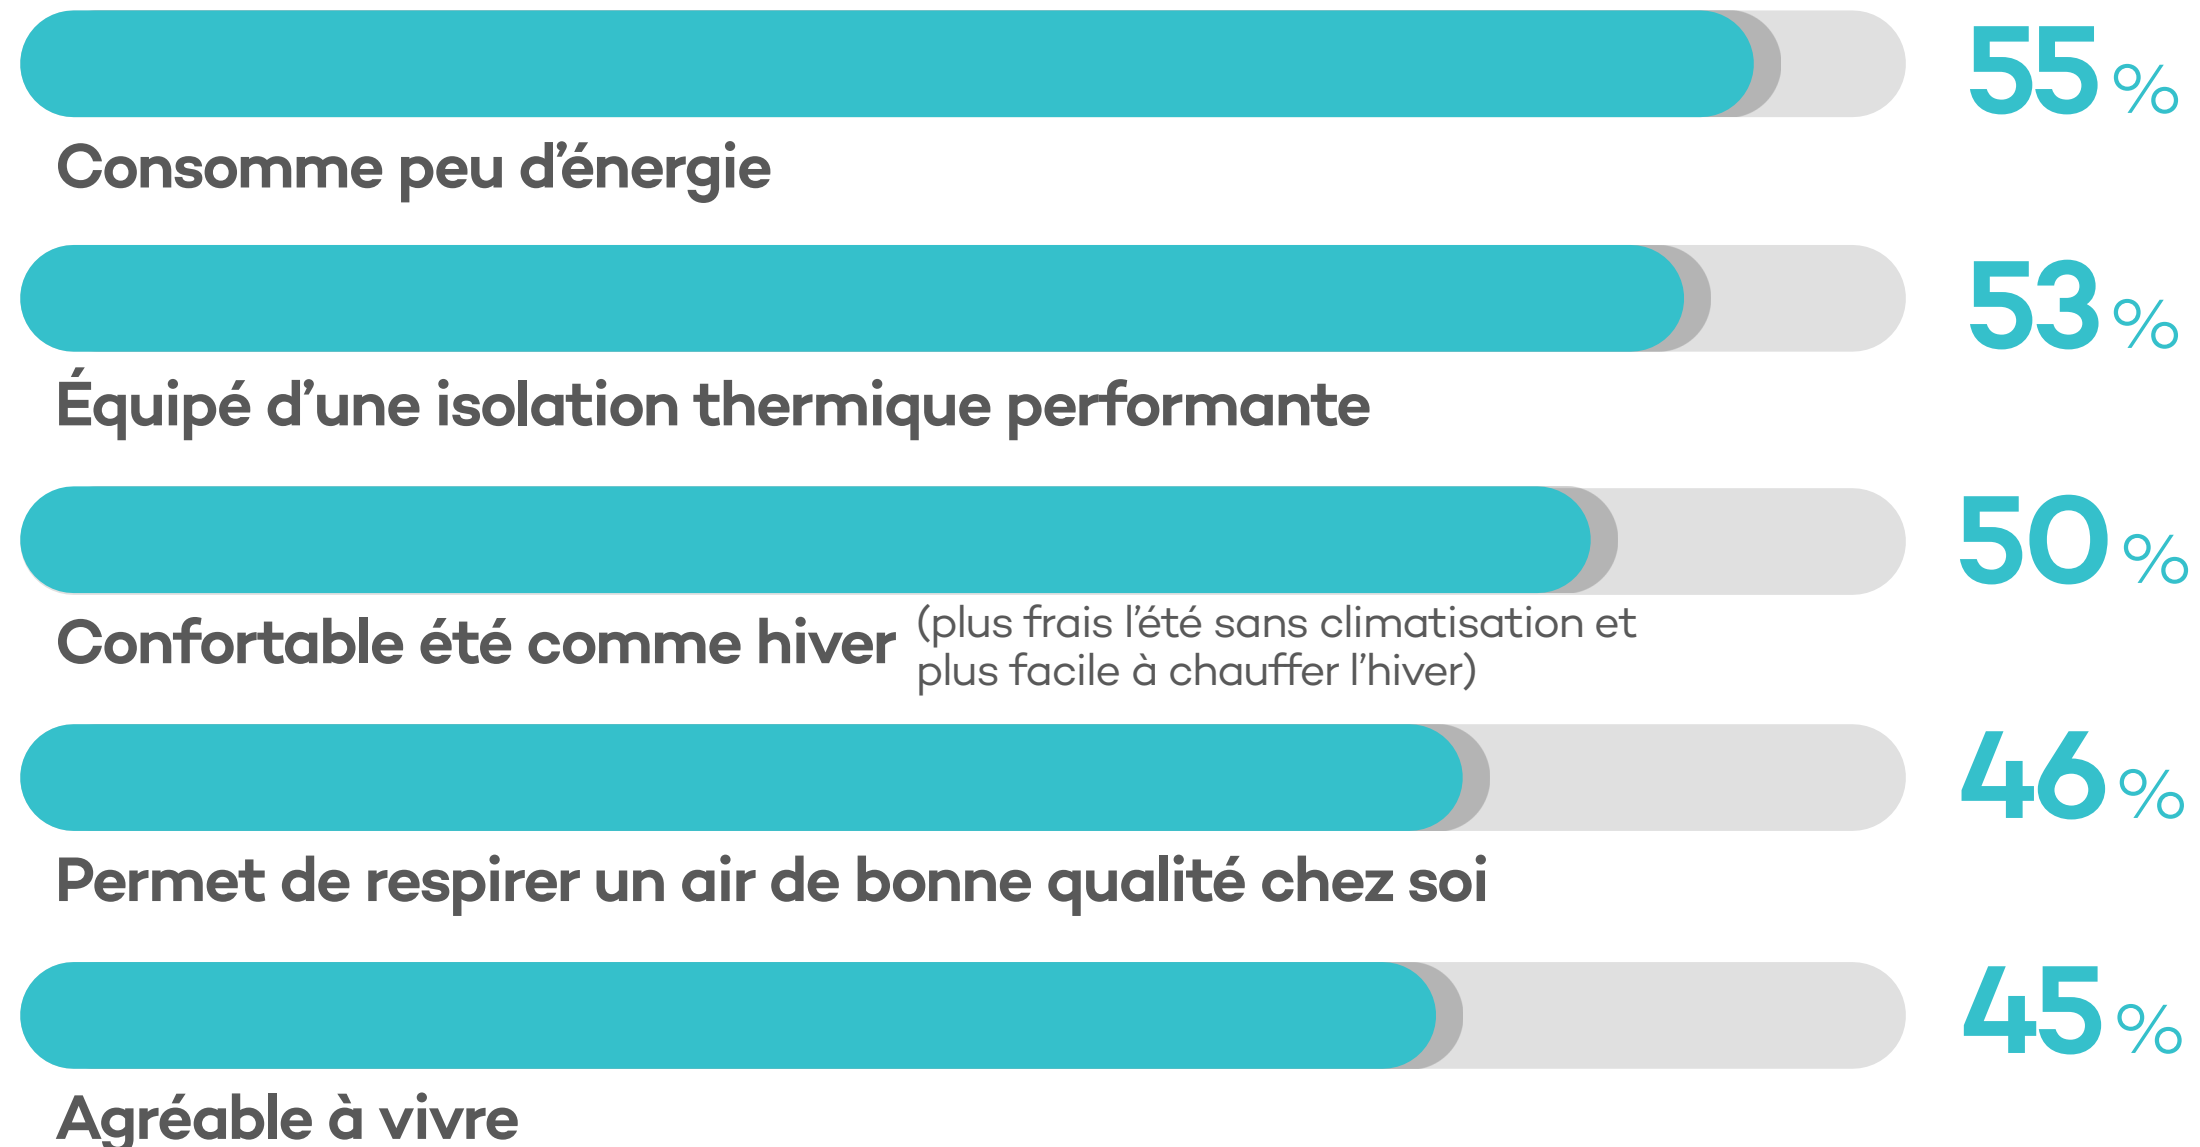 55 %
Consomme peu d’énergie
53 %
Équipé d’une isolation thermique performante
50 %
Confortable été comme hiver (plus frais l’été sans climatisation et
plus facile à chauffer l’hiver)
46 %
Permet de respirer un air de bonne qualité chez soi
45 %
Agréable à vivre